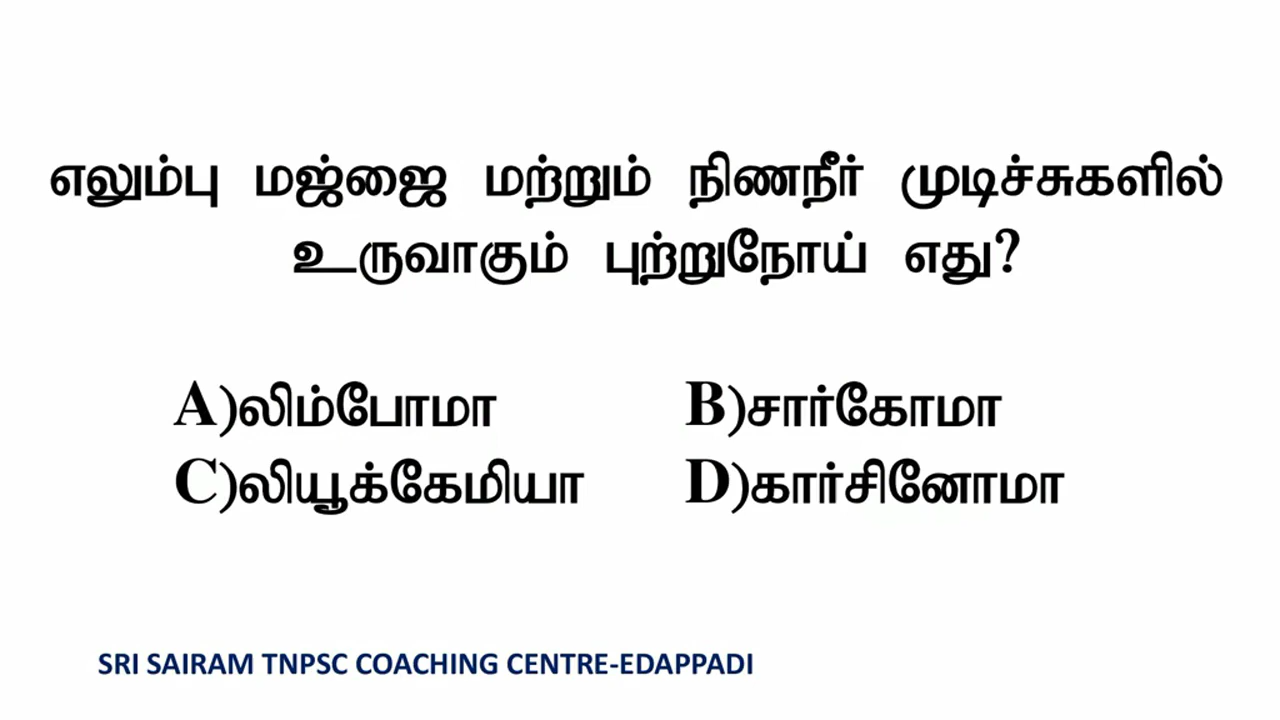 எலும்பு மஜ்ஜை மற்றும் நிணநீர் முடிச்சுகளில்
உருவாகும் புற்றுநோய் எது?
A)லிம்போமா B)சார்கோமா
C)லியூக்கேமியா D)கார்சினோமா
SRI SAIRAM TNPSC COACHING CENTRE-EDAPPADI